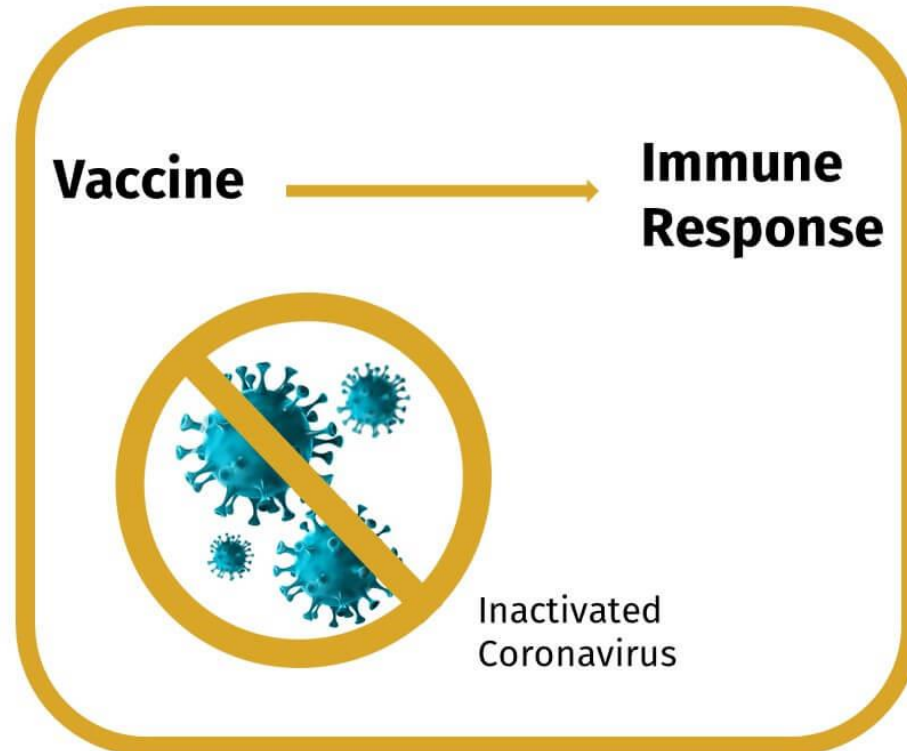 Vaccine
Immune
Response
Inactivated
Coronavirus